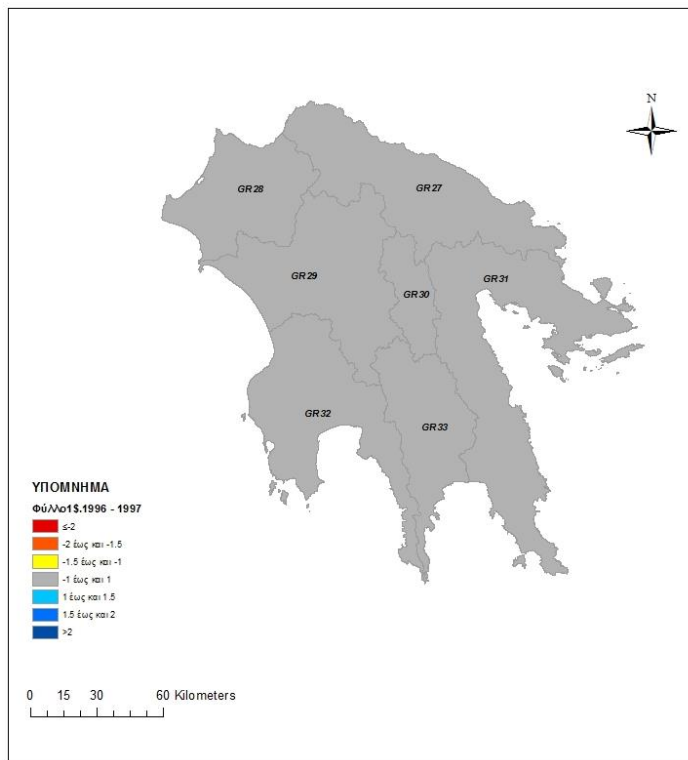 N
GR28
GR27
GR29
GR30
GR31
GR32
GR33
ΥΠΟΜΝΗΜΑ
Φύλλο1$.1996 - 1997
≤-2
-2 έως και -1.5
-1.5 έως και -1
-1 έως και 1
1 έως και 1.5
1.5 έως και 2
>2
0 15 30 60 Kilometers